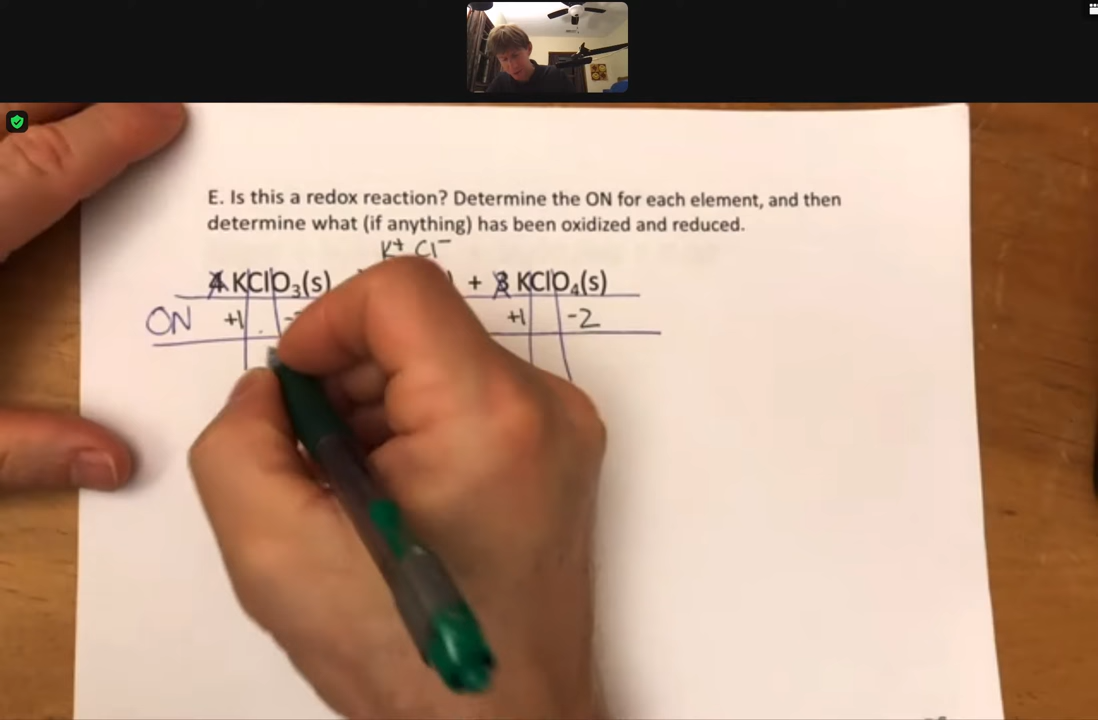 E. Is this a redox reaction? Determine the ON for each element, and then
determine what (if anything) has been oxidized and reduced.
K⁺ Cl⁻
4 KClO₃(s) ) + 3 KClO₄(s)
ON +1 +1 -2